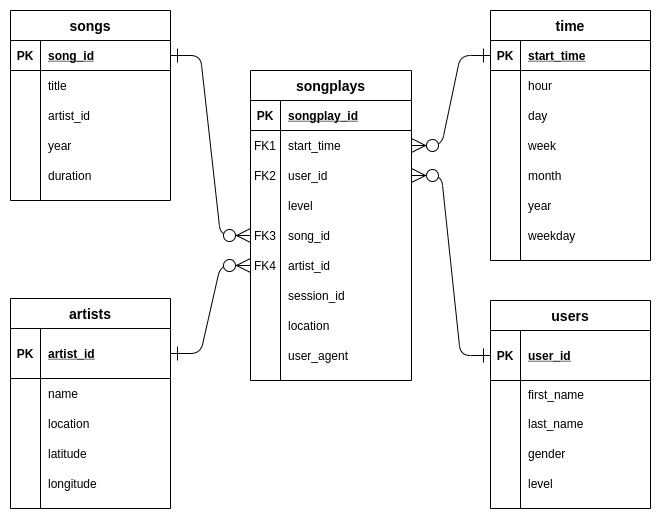 songs
PK song_id
title
artist_id
year
duration
artists
PK artist_id
name
location
latitude
longitude
songplays
PK songplay_id
FK1 start_time
FK2 user_id
level
FK3 song_id
FK4 artist_id
session_id
location
user_agent
time
PK start_time
hour
day
week
month
year
weekday
users
PK user_id
first_name
last_name
gender
level